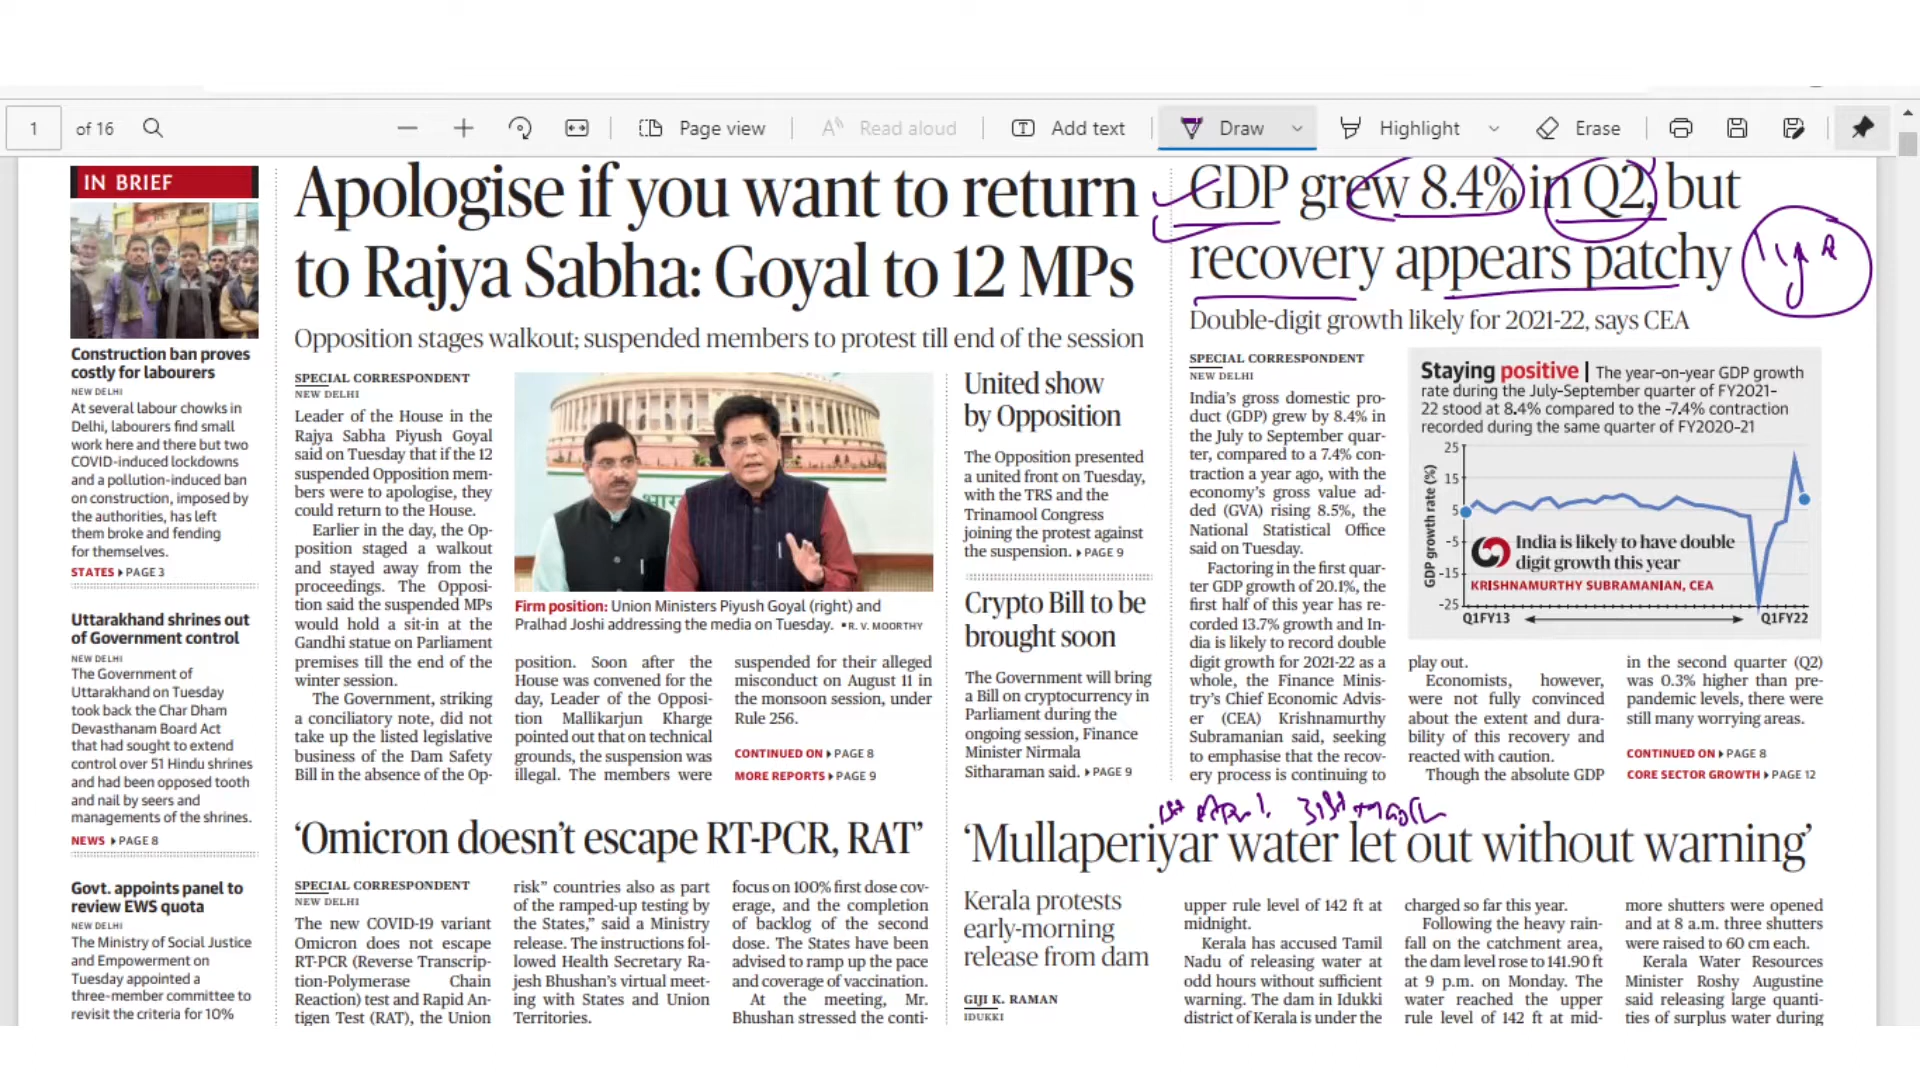 1
of 16
Page view
Read aloud
Add text
Draw
Highlight
Erase
IN BRIEF
Construction ban proves
costly for labourers
NEW DELHI
At several labour chowks in
Delhi, labourers find small
work here and there but two
COVID-induced lockdowns
and a pollution-induced ban
on construction, imposed by
the authorities, has left
them broke and fending
for themselves.
STATES PAGE 3
Uttarakhand shrines out
of Government control
NEW DELHI
The Government of
Uttarakhand on Tuesday
took back the Char Dham
Devasthanam Board Act
that had sought to extend
control over 51 Hindu shrines
and had been opposed tooth
and nail by seers and
managements of the shrines.
NEWS PAGE 8
Govt. appoints panel to
review EWS quota
NEW DELHI
The Ministry of Social Justice
and Empowerment on
Tuesday appointed a
three-member committee to
revisit the criteria for 10%
Apologise if you want to return
to Rajya Sabha: Goyal to 12 MPs
Opposition stages walkout; suspended members to protest till end of the session
SPECIAL CORRESPONDENT
NEW DELHI
Leader of the House in the
Rajya Sabha Piyush Goyal
said on Tuesday that if the 12
suspended Opposition mem-
bers were to apologise, they
could return to the House.
Earlier in the day, the Op-
position staged a walkout
and stayed away from the
proceedings. The Opposi-
tion said the suspended MPs
would hold a sit-in at the
Gandhi statue on Parliament
premises till the end of the
winter session.
The Government, striking
a conciliatory note, did not
take up the listed legislative
business of the Dam Safety
Bill in the absence of the Op-
Firm position: Union Ministers Piyush Goyal (right) and
Pralhad Joshi addressing the media on Tuesday. R. V. MOORTHY
position. Soon after the
House was convened for the
day, Leader of the Opposi-
tion Mallikarjun Kharge
pointed out that on technical
grounds, the suspension was
illegal. The members were
suspended for their alleged
misconduct on August 11 in
the monsoon session, under
Rule 256.
CONTINUED ON PAGE 8
MORE REPORTS PAGE 9
United show
by Opposition
The Opposition presented
a united front on Tuesday,
with the TRS and the
Trinamool Congress
joining the protest against
the suspension. PAGE 9
Crypto Bill to be
brought soon
The Government will bring
a Bill on cryptocurrency in
Parliament during the
ongoing session, Finance
Minister Nirmala
Sitharaman said. PAGE 9
GDP grew 8.4% in Q2, but
recovery appears patchy
Double-digit growth likely for 2021-22, says CEA
SPECIAL CORRESPONDENT
NEW DELHI
India's gross domestic pro-
duct (GDP) grew by 8.4% in
the July to September quar-
ter, compared to a 7.4% con-
traction a year ago, with the
economy's gross value ad-
ded (GVA) rising 8.5%, the
National Statistical Office
said on Tuesday.
Factoring in the first quar-
ter GDP growth of 20.1%, the
first half of this year has re-
corded 13.7% growth and In-
dia is likely to record double
digit growth for 2021-22 as a
whole, the Finance Minis-
try's Chief Economic Advis-
er (CEA) Krishnamurthy
Subramanian said, seeking
to emphasise that the recov-
ery process is continuing to
Staying positive | The year-on-year GDP growth
rate during the July-September quarter of FY2021-
22 stood at 8.4% compared to the -7.4% contraction
recorded during the same quarter of FY2020-21
GDP growth rate (%)
25
15
5
-5
-15
-25
India is likely to have double
digit growth this year
KRISHNAMURTHY SUBRAMANIAN, CEA
Q1FY13 Q1FY22
play out.
Economists, however,
were not fully convinced
about the extent and dura-
bility of this recovery and
reacted with caution.
Though the absolute GDP
in the second quarter (Q2)
was 0.3% higher than pre-
pandemic levels, there were
still many worrying areas.
CONTINUED ON PAGE 8
CORE SECTOR GROWTH PAGE 12
1st April 31st March
'Omicron doesn't escape RT-PCR, RAT'
SPECIAL CORRESPONDENT
NEW DELHI
The new COVID-19 variant
Omicron does not escape
RT-PCR (Reverse Transcrip-
tion-Polymerase Chain
Reaction) test and Rapid An-
tigen Test (RAT), the Union
risk" countries also as part
of the ramped-up testing by
the States," said a Ministry
release. The instructions fol-
lowed Health Secretary Ra-
jesh Bhushan's virtual meet-
ing with States and Union
Territories.
focus on 100% first dose cov-
erage, and the completion
of backlog of the second
dose. The States have been
advised to ramp up the pace
and coverage of vaccination.
At the meeting, Mr.
Bhushan stressed the conti-
'Mullaperiyar water let out without warning'
Kerala protests
early-morning
release from dam
GIJI K. RAMAN
IDUKKI
upper rule level of 142 ft at
midnight.
Kerala has accused Tamil
Nadu of releasing water at
odd hours without sufficient
warning. The dam in Idukki
district of Kerala is under the
charged so far this year.
Following the heavy rain-
fall on the catchment area,
the dam level rose to 141.90 ft
at 9 p.m. on Monday. The
water reached the upper
rule level of 142 ft at mid-
more shutters were opened
and at 8 a.m. three shutters
were raised to 60 cm each.
Kerala Water Resources
Minister Roshy Augustine
said releasing large quanti-
ties of surplus water during